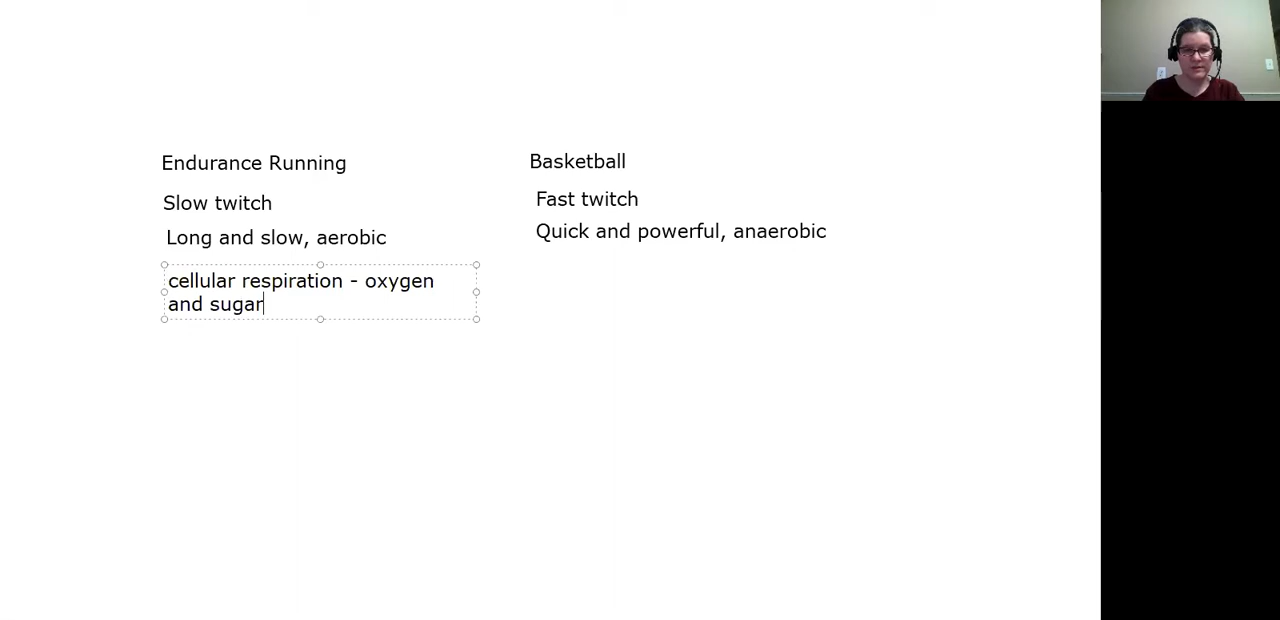 Endurance Running
Slow twitch
Long and slow, aerobic
cellular respiration - oxygen
and sugar
Basketball
Fast twitch
Quick and powerful, anaerobic